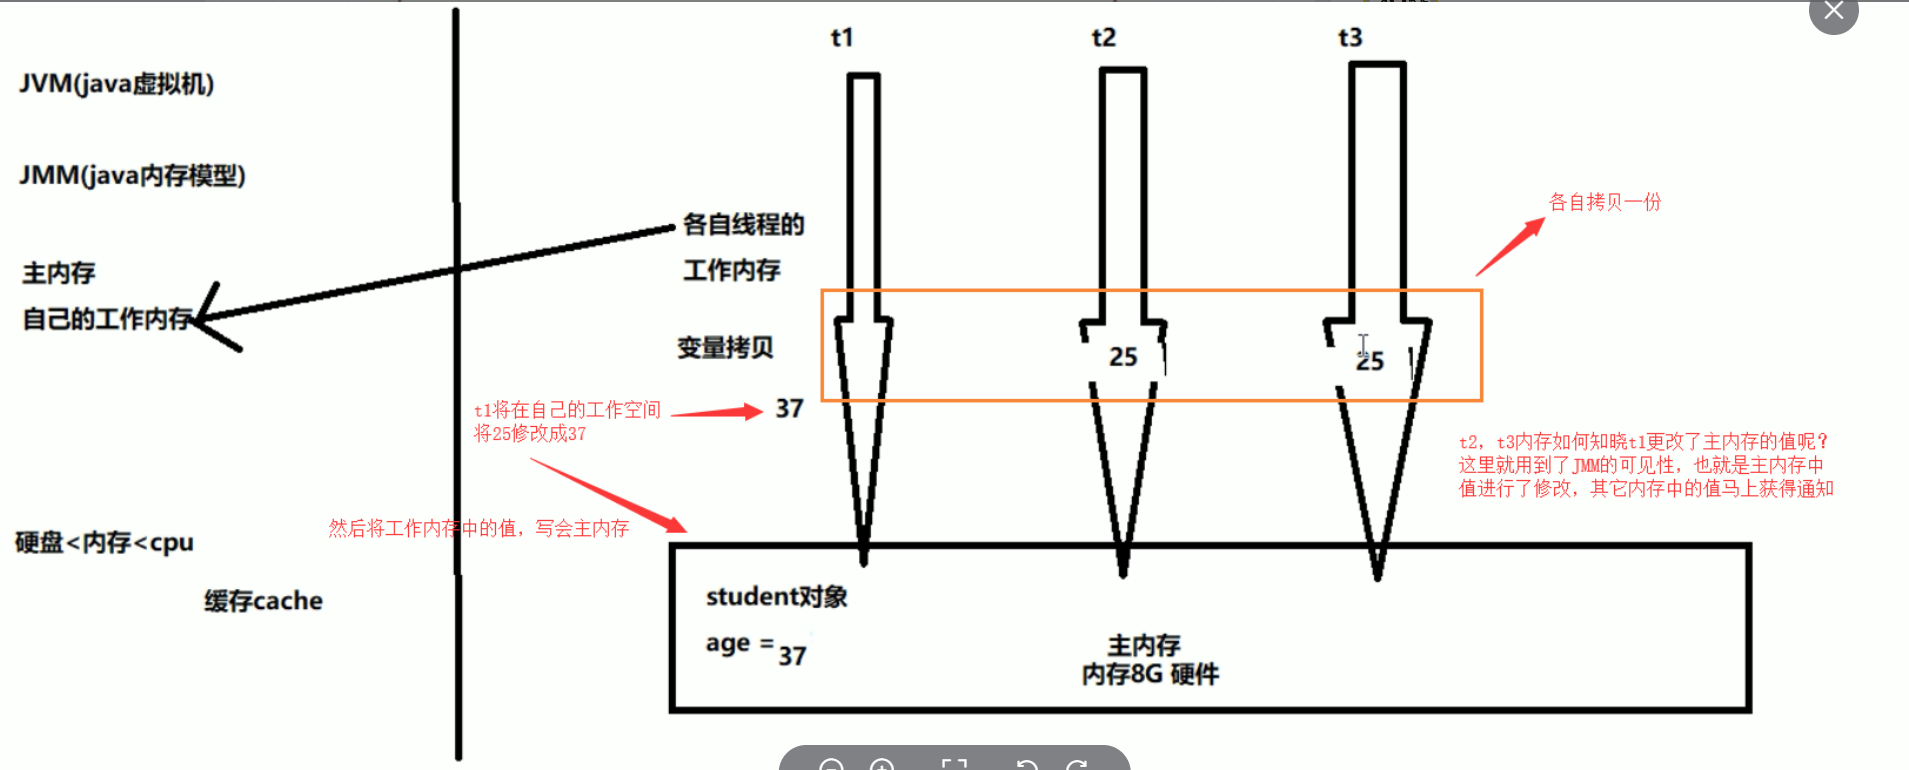 t1
t2
t3
JVM(java虚拟机)
JMM(java内存模型)
各自拷贝一份
各自线程的
工作内存
主内存
自己的工作内存
变量拷贝
25
25
37
t1将在自己的工作空间
将25修改成37
t2，t3内存如何知晓t1更改了主内存的值呢？
这里就用到了JMM的可见性，也就是主内存中
值进行了修改，其它内存中的值马上获得通知
然后将工作内存中的值，写会主内存
硬盘<内存<cpu
缓存cache
student对象
age = 37
主内存
内存8G 硬件